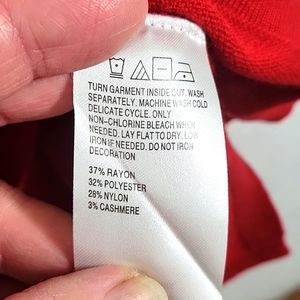 TURN GARMENT INSIDE OUT. WASH
SEPARATELY. MACHINE WASH COLD
DELICATE CYCLE. ONLY
NON-CHLORINE BLEACH WHEN
NEEDED. LAY FLAT TO DRY. LOW
IRON IF NEEDED. DO NOT IRON
DECORATION
37% RAYON
32% POLYESTER
28% NYLON
3% CASHMERE